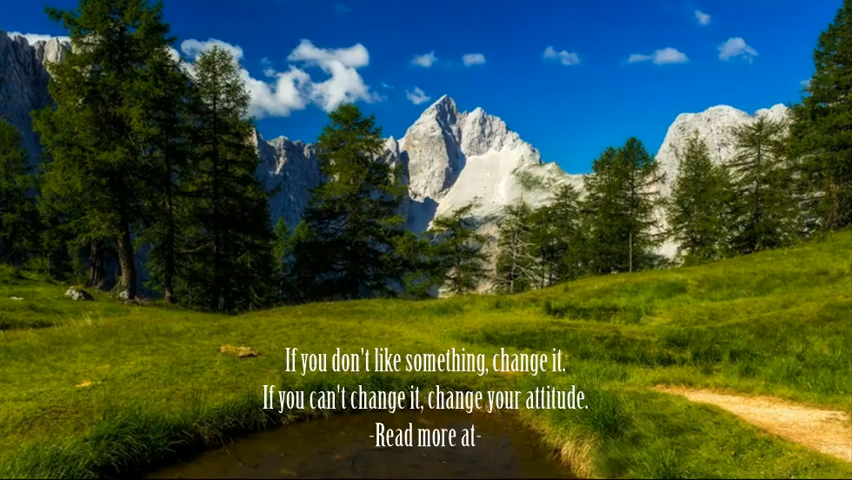 If you don't like something, change it.
If you can't change it, change your attitude.
-Read more at-